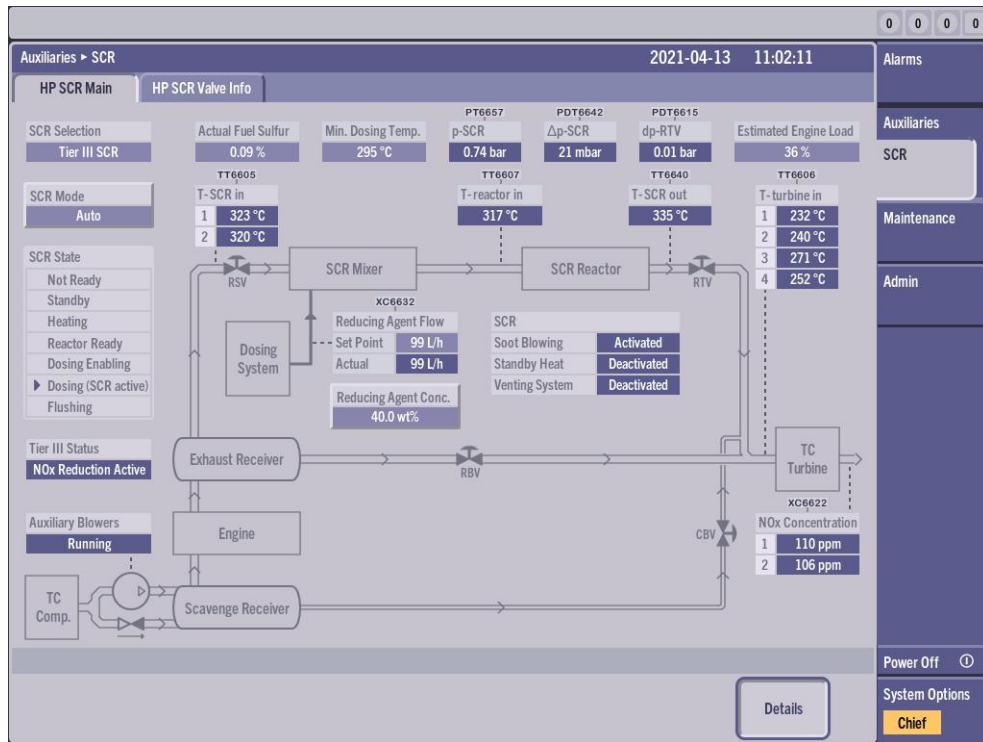 0 0 0 0
Auxiliaries ▸ SCR 2021-04-13 11:02:11
HP SCR Main HP SCR Valve Info
SCR Selection
Tier III SCR
Actual Fuel Sulfur
0.09 %
Min. Dosing Temp.
295 °C
PT6657
p-SCR
0.74 bar
PDT6642
Δp-SCR
21 mbar
PDT6615
dp-RTV
0.01 bar
Estimated Engine Load
36 %
SCR Mode
Auto
TT6605
T-SCR in
1 323 °C
2 320 °C
TT6607
T-reactor in
317 °C
TT6640
T-SCR out
335 °C
TT6606
T-turbine in
1 232 °C
2 240 °C
3 271 °C
4 252 °C
SCR State
Not Ready
Standby
Heating
Reactor Ready
Dosing Enabling
Dosing (SCR active)
Flushing
RSV
SCR Mixer
SCR Reactor
RTV
Dosing
System
XC6632
Reducing Agent Flow
Set Point 99 L/h
Actual 99 L/h
Reducing Agent Conc.
40.0 wt%
SCR
Soot Blowing Activated
Standby Heat Deactivated
Venting System Deactivated
Tier III Status
NOx Reduction Active
Exhaust Receiver
RBV
TC
Turbine
XC6622
NOx Concentration
1 110 ppm
2 106 ppm
Auxiliary Blowers
Running
Engine
CBV
TC
Comp.
Scavenge Receiver
Details
Alarms
Auxiliaries
SCR
Maintenance
Admin
Power Off
System Options
Chief